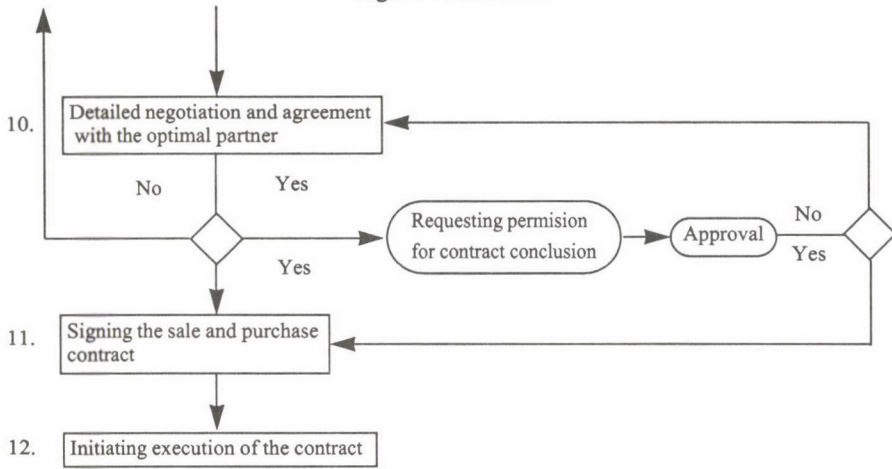 10.
Detailed negotiation and agreement
with the optimal partner
No
Yes
Requesting permision
for contract conclusion
Approval
No
Yes
Yes
11.
Signing the sale and purchase
contract
12.
Initiating execution of the contract